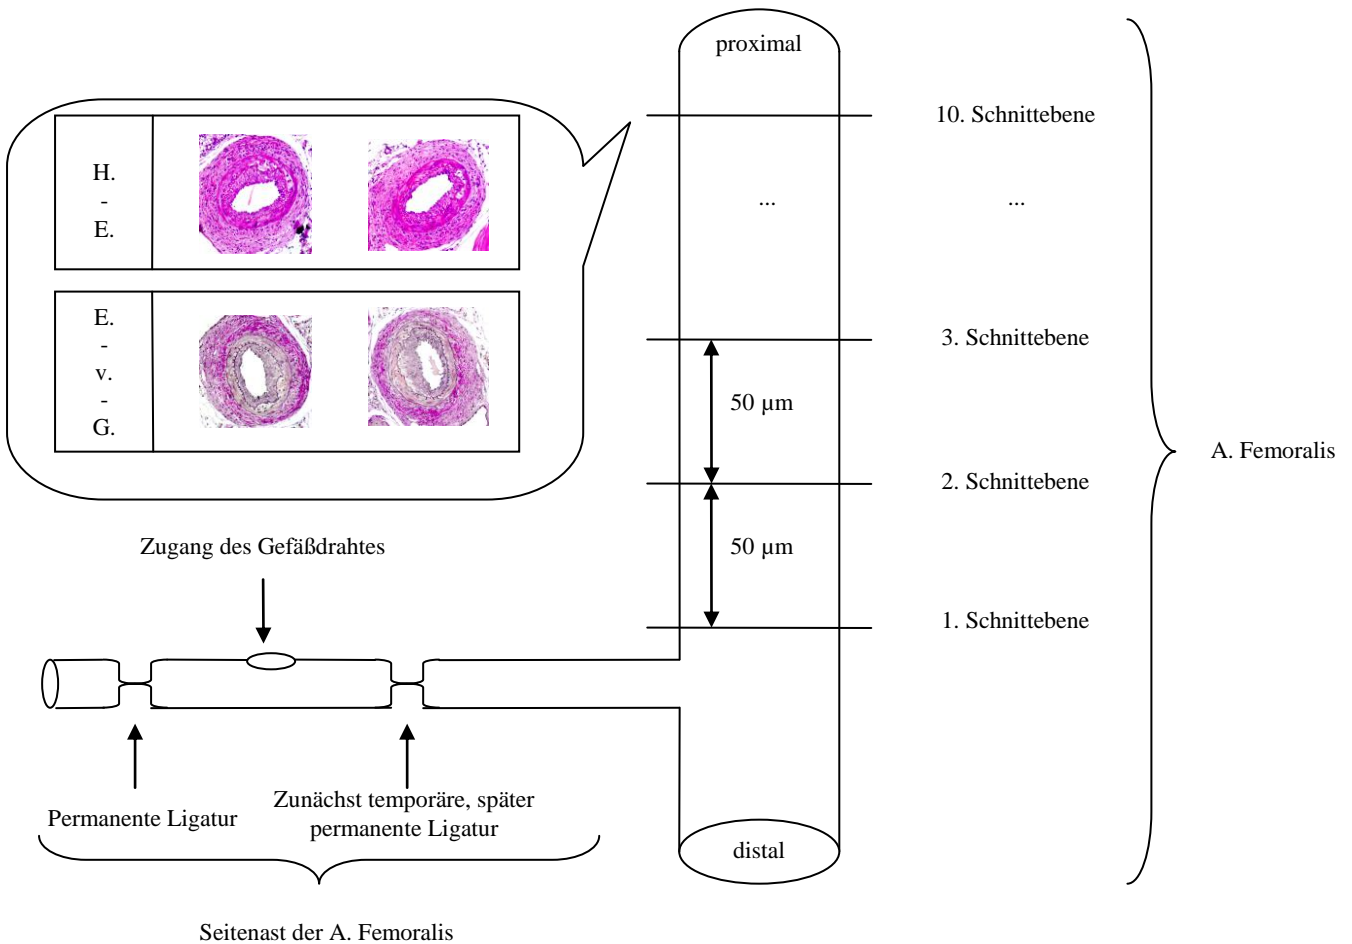 proximal
10. Schnittebene
H.
-
E.
...
...
E.
-
v.
-
G.
3. Schnittebene
50 µm
A. Femoralis
2. Schnittebene
Zugang des Gefäßdrahtes
50 µm
1. Schnittebene
Permanente Ligatur
Zunächst temporäre, später
permanente Ligatur
distal
Seitenast der A. Femoralis